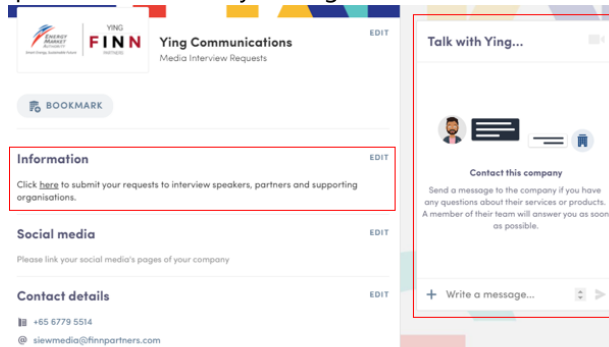 ENERGY
MARKET
AUTHORITY
Smart Energy, Sustainable Future
YING
FINN
PARTNERS
Ying Communications
Media Interview Requests
EDIT
BOOKMARK
Information
EDIT
Click here to submit your requests to interview speakers, partners and supporting
organisations.
Social media
EDIT
Please link your social media's pages of your company
Contact details
EDIT
+65 6779 5514
@ siewmedia@finnpartners.com
Talk with Ying...
Contact this company
Send a message to the company if you have
any questions about their services or products.
A member of their team will answer you as soon
as possible.
+ Write a message...